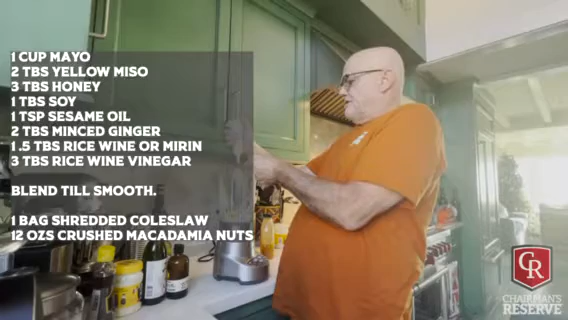 1 CUP MAYO
2 TBS YELLOW MISO
3 TBS HONEY
1 TBS SOY
1 TSP SESAME OIL
2 TBS MINCED GINGER
1.5 TBS RICE WINE OR MIRIN
3 TBS RICE WINE VINEGAR
BLEND TILL SMOOTH.
1 BAG SHREDDED COLESLAW
12 OZS CRUSHED MACADAMIA NUTS
CR
CHAIRMAN'S
RESERVE